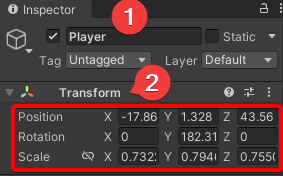 Inspector
1
Player
Static
Tag Untagged Layer Default
2
Transform
Position X -17.86 Y 1.328 Z 43.56
Rotation X 0 Y 182.31 Z 0
Scale X 0.732 Y 0.794 Z 0.7550